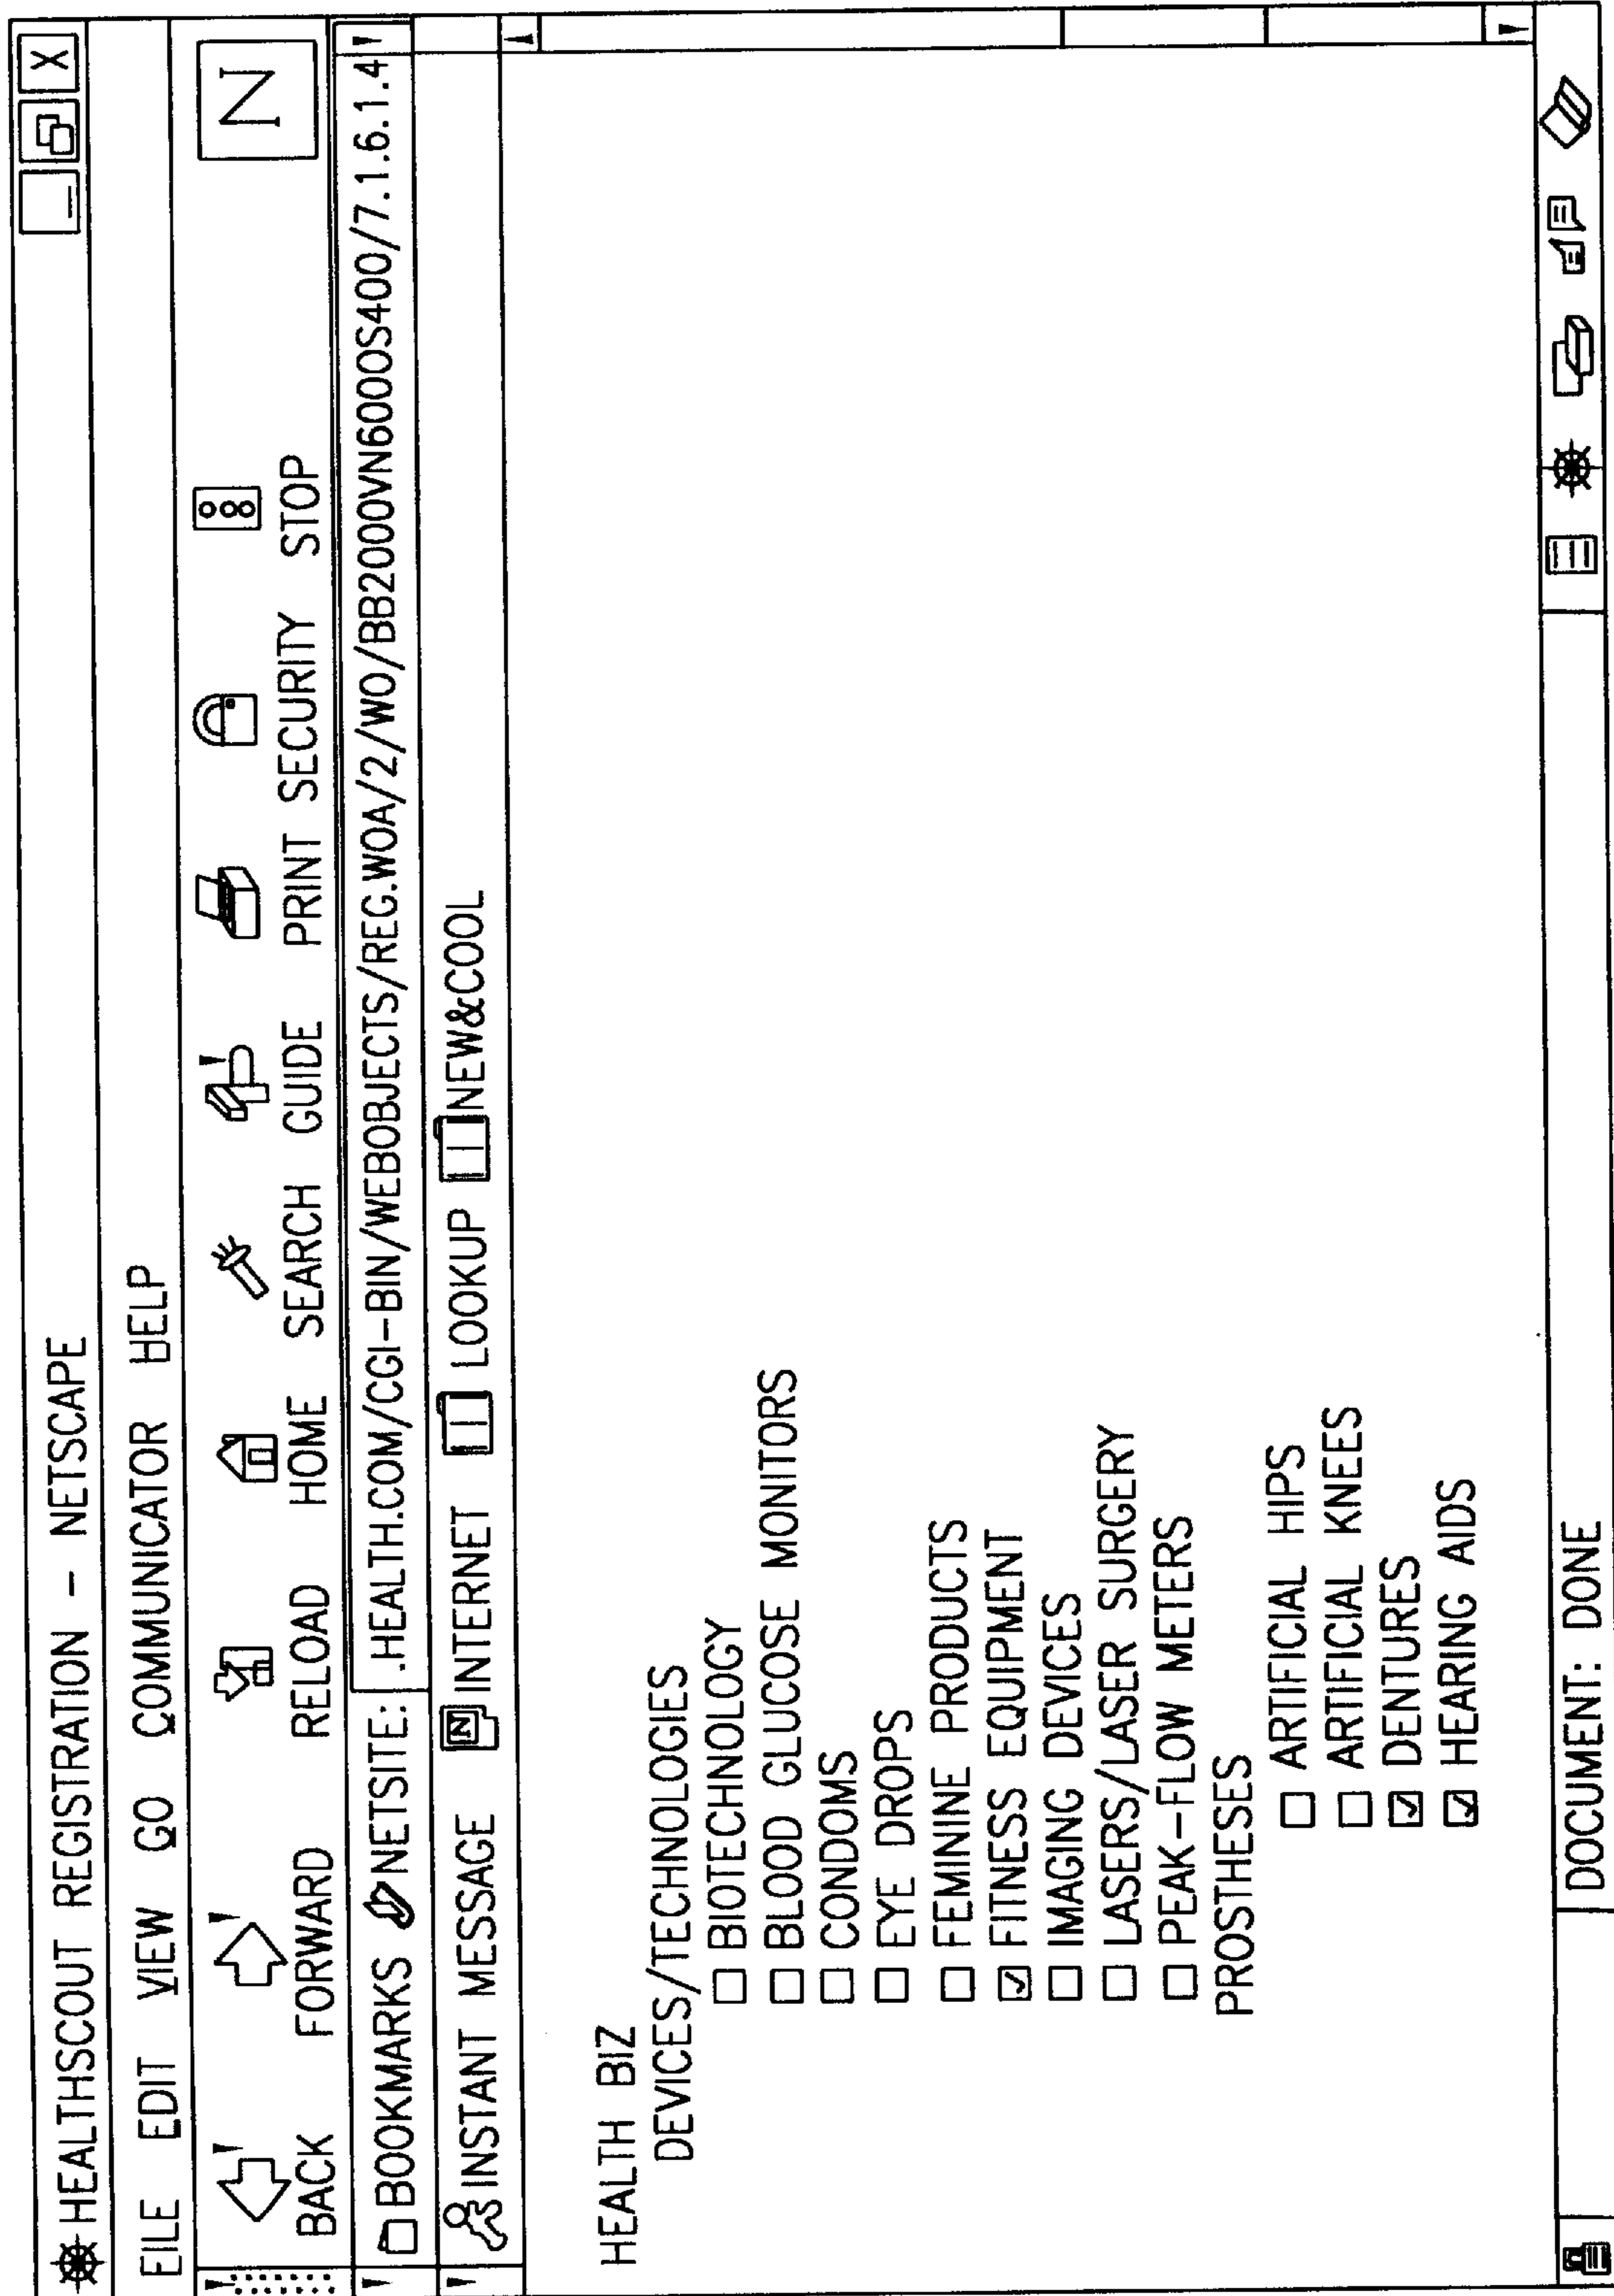 HEALTHSCOUT REGISTRATION - NETSCAPE
X
FILE EDIT VIEW GO COMMUNICATOR HELP
N
BACK FORWARD RELOAD HOME SEARCH GUIDE PRINT SECURITY STOP
BOOKMARKS NETSITE: .HEALTH.COM/CGI-BIN/WEBOBJECTS/REG.WOA/2/WO/BB2000VN600OS400/7.1.6.1.4
INSTANT MESSAGE N INTERNET LOOKUP NEW&COOL
HEALTH BIZ
DEVICES/TECHNOLOGIES
BIOTECHNOLOGY
BLOOD GLUCOSE MONITORS
CONDOMS
EYE DROPS
FEMININE PRODUCTS
FITNESS EQUIPMENT
IMAGING DEVICES
LASERS/LASER SURGERY
PEAK-FLOW METERS
PROSTHESES
ARTIFICIAL HIPS
ARTIFICIAL KNEES
DENTURES
HEARING AIDS
DOCUMENT: DONE